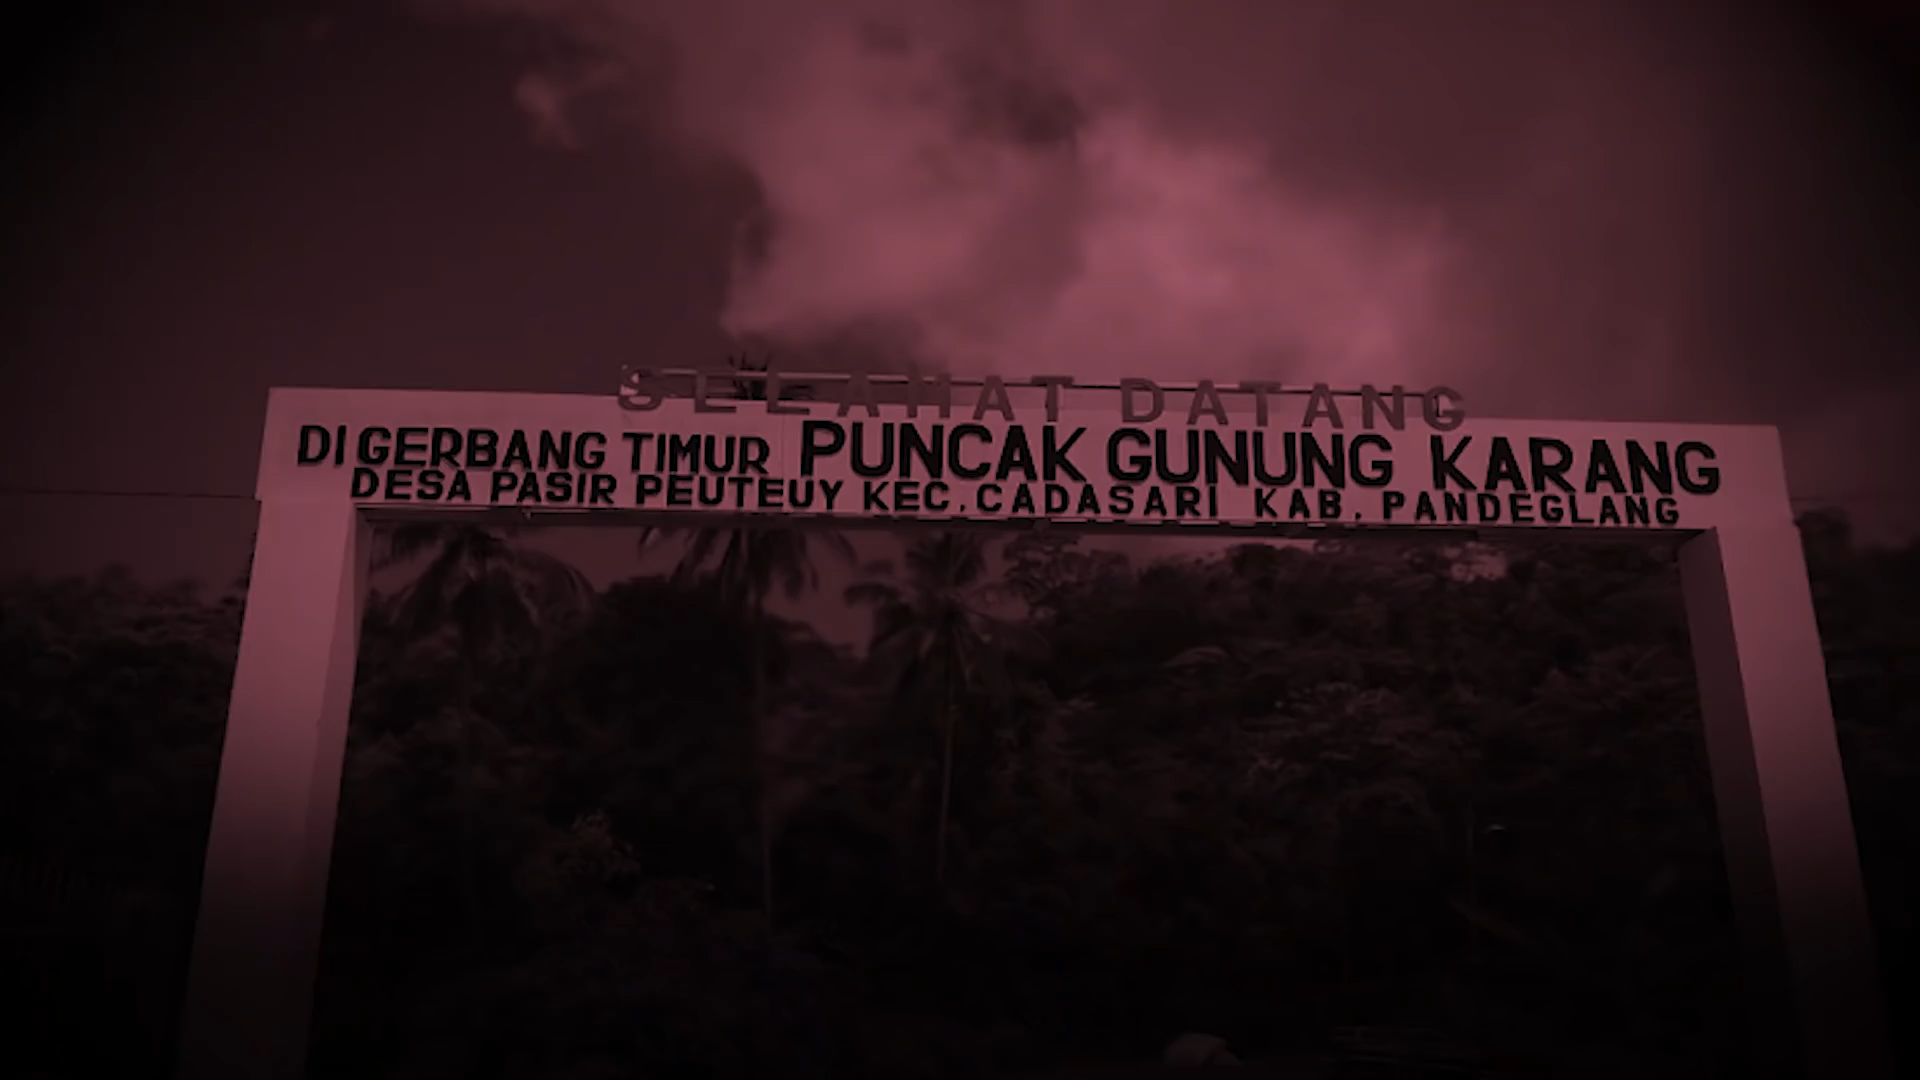 SELAMAT DATANG
DI GERBANG TIMUR PUNCAK GUNUNG KARANG
DESA PASIR PEUTEUY KEC. CADASARI KAB. PANDEGLANG